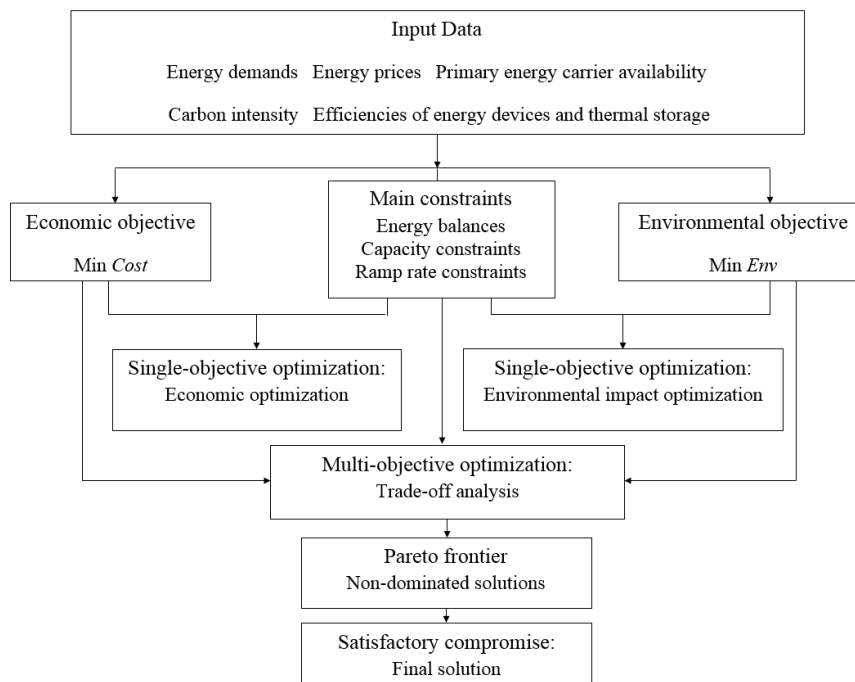 Input Data
Energy demands Energy prices Primary energy carrier availability
Carbon intensity Efficiencies of energy devices and thermal storage
Economic objective
Min Cost
Main constraints
Energy balances
Capacity constraints
Ramp rate constraints
Environmental objective
Min Env
Single-objective optimization:
Economic optimization
Single-objective optimization:
Environmental impact optimization
Multi-objective optimization:
Trade-off analysis
Pareto frontier
Non-dominated solutions
Satisfactory compromise:
Final solution